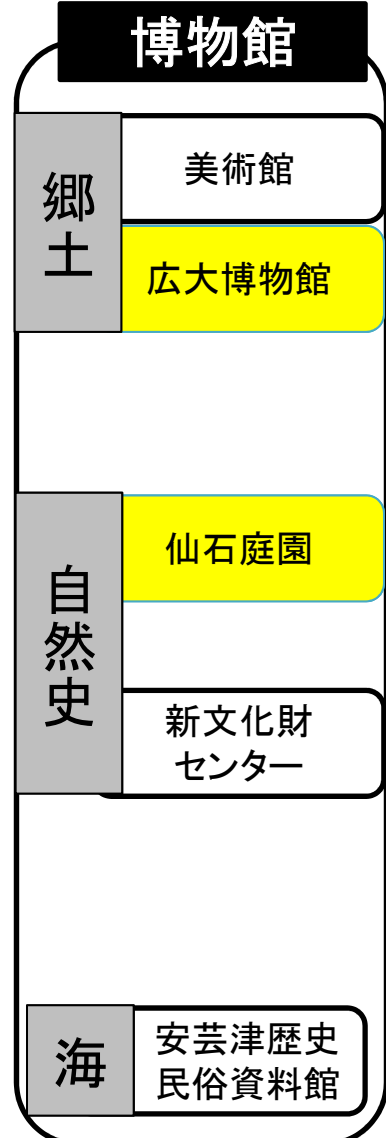 博物館
郷土
美術館
広大博物館
自然史
仙石庭園
新文化財
センター
海
安芸津歴史
民俗資料館